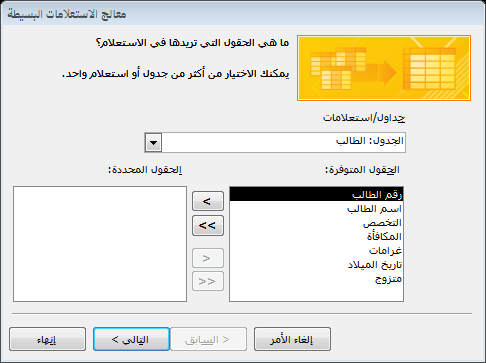 معالج الاستعلامات البسيطة
ما هي الحقول التي تريدها في الاستعلام؟
يمكنك الاختيار من أكثر من جدول أو استعلام واحد.
جداول/استعلامات
الجدول: الطالب
الحقول المتوفرة:
رقم الطالب
اسم الطالب
التخصص
المكافأة
غرامات
تاريخ الميلاد
متزوج
>
>>
<
<<
الحقول المحددة:
إلغاء الأمر
< السابق
التالي >
إنهاء